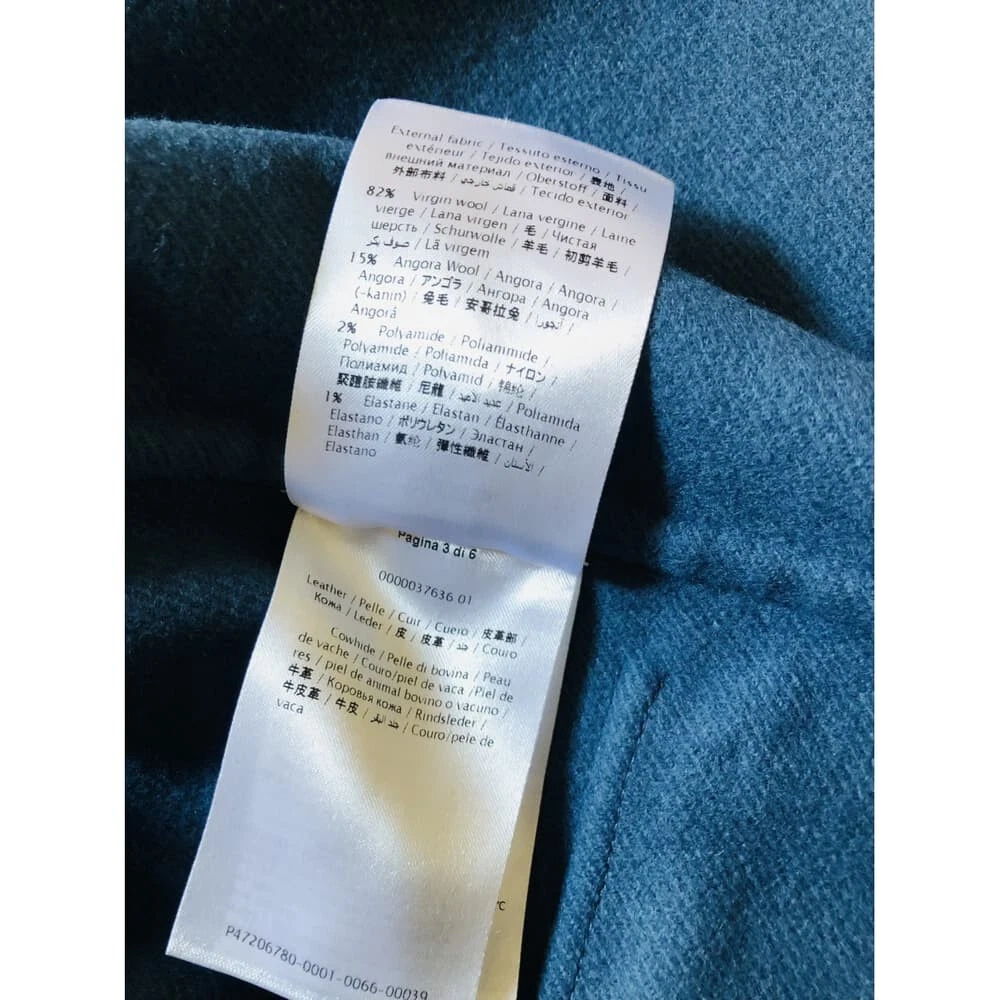 External fabric / Tessuto esterno / Tissu
extérieur / Tejido exterior / 表地 /
внешний материал / Oberstoff / 面料 /
外部布料 / قماش خارجي / Tecido exterior
82% Virgin wool / Lana vergine / Laine
vierge / Lana virgen / 毛 / Чистая
шерсть / Schurwolle / 羊毛 / 初剪羊毛 /
صوف بكر / Lã virgem
15% Angora Wool / Angora / Angora /
Angora / アンゴラ / Ангора / Angora
(-kanin) / 兔毛 / 安哥拉兔 / أنجورا /
Angorá
2% Polyamide / Poliammide /
Polyamide / Poliamida / ナイロン /
Полиамид / Polyamid / 锦纶 /
聚醯胺纖維 / 尼龍 / / Poliamida
1% Elastane / Elastan / Élasthanne /
Elastano / ポリウレタン / Эластан /
Elasthan / 氨纶 / 彈性纖維 / الأستان /
Elastano
Pagina 3 di 6
0000037636 01
Leather / Pelle / Cuir / Cuero / 皮革部 /
Кожа / Leder / 皮 / 皮革 / جلد / Couro
Cowhide / Pelle di bovina / Peau
de vache / Couro/piel de vaca /Piel de
res / piel de animal bovino o vacuno /
牛革 / Коровья кожа / Rindsleder /
牛皮革 / 牛皮 / جلد البقر / Couro/pele de
vaca
°C
P47206780-0001-0066-00039